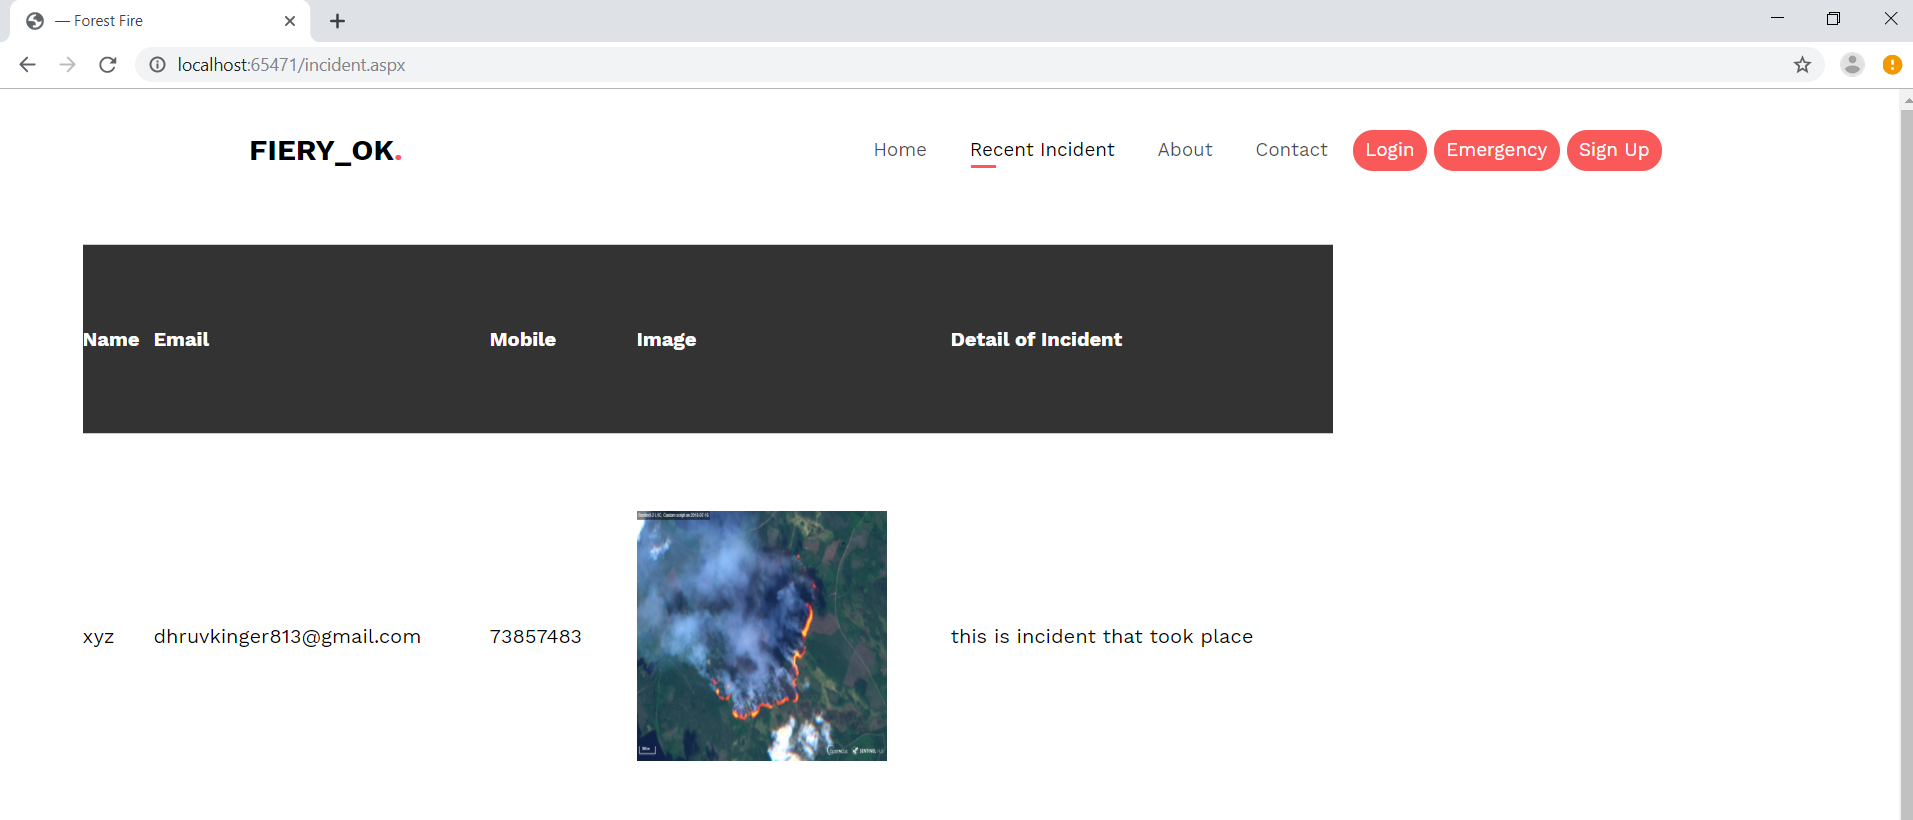 — Forest Fire
localhost:65471/incident.aspx
FIERY_OK.
Home Recent Incident About Contact Login Emergency Sign Up
Name Email Mobile Image Detail of Incident
xyz dhruvkinger813@gmail.com 73857483 this is incident that took place